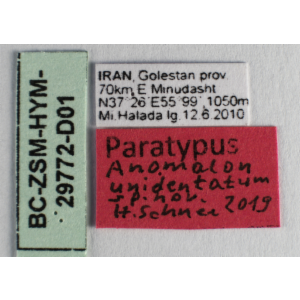 BC-ZSM-HYM-
29772-D01
IRAN, Golestan prov.
70km E Minudasht
N37°26'E55°99', 1050m
Mi.Halada lg.12.6.2010
Paratypus
Anomalon
unidentatum
sp. nov.
H. Schnee 2019